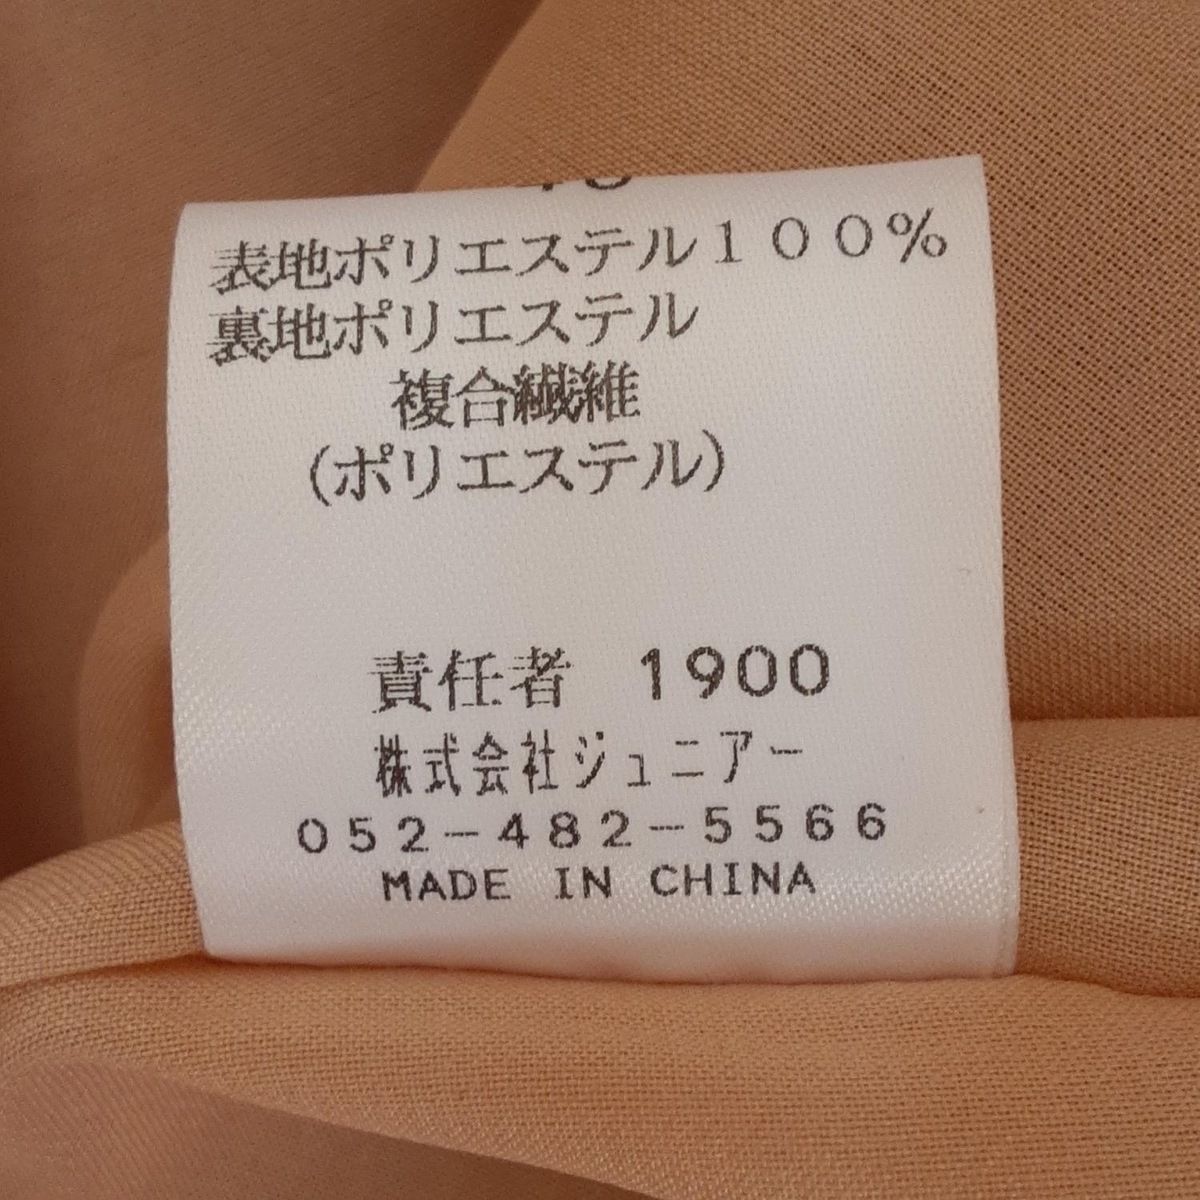 表地ポリエステル１００％
裏地ポリエステル
複合繊維
(ポリエステル)
責任者 1900
株式会社ジュニアー
052-482-5566
MADE IN CHINA